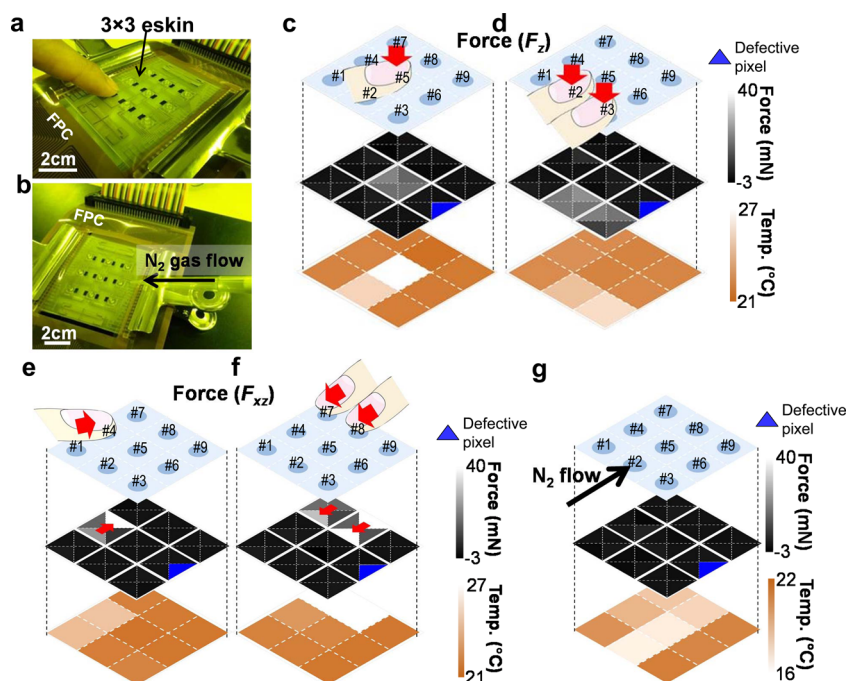 a
3×3 eskin
FPC
2cm
b
FPC
N₂ gas flow
2cm
c
d
Force (Fz)
#7
#4
#8
#1
#5
#9
#2
#6
#3
#7
#4
#8
#1
#5
#9
#2
#6
#3
Defective
pixel
40
Force (mN)
-3
27
Temp. (°C)
21
e
f
Force (Fxz)
#7
#4
#8
#1
#5
#9
#2
#6
#3
#7
#4
#8
#1
#5
#9
#2
#6
#3
Defective
pixel
40
Force (mN)
-3
27
Temp. (°C)
21
g
#7
#4
#8
#1
#5
#9
#2
#6
#3
N₂ flow
Defective
pixel
40
Force (mN)
-3
22
Temp. (°C)
16